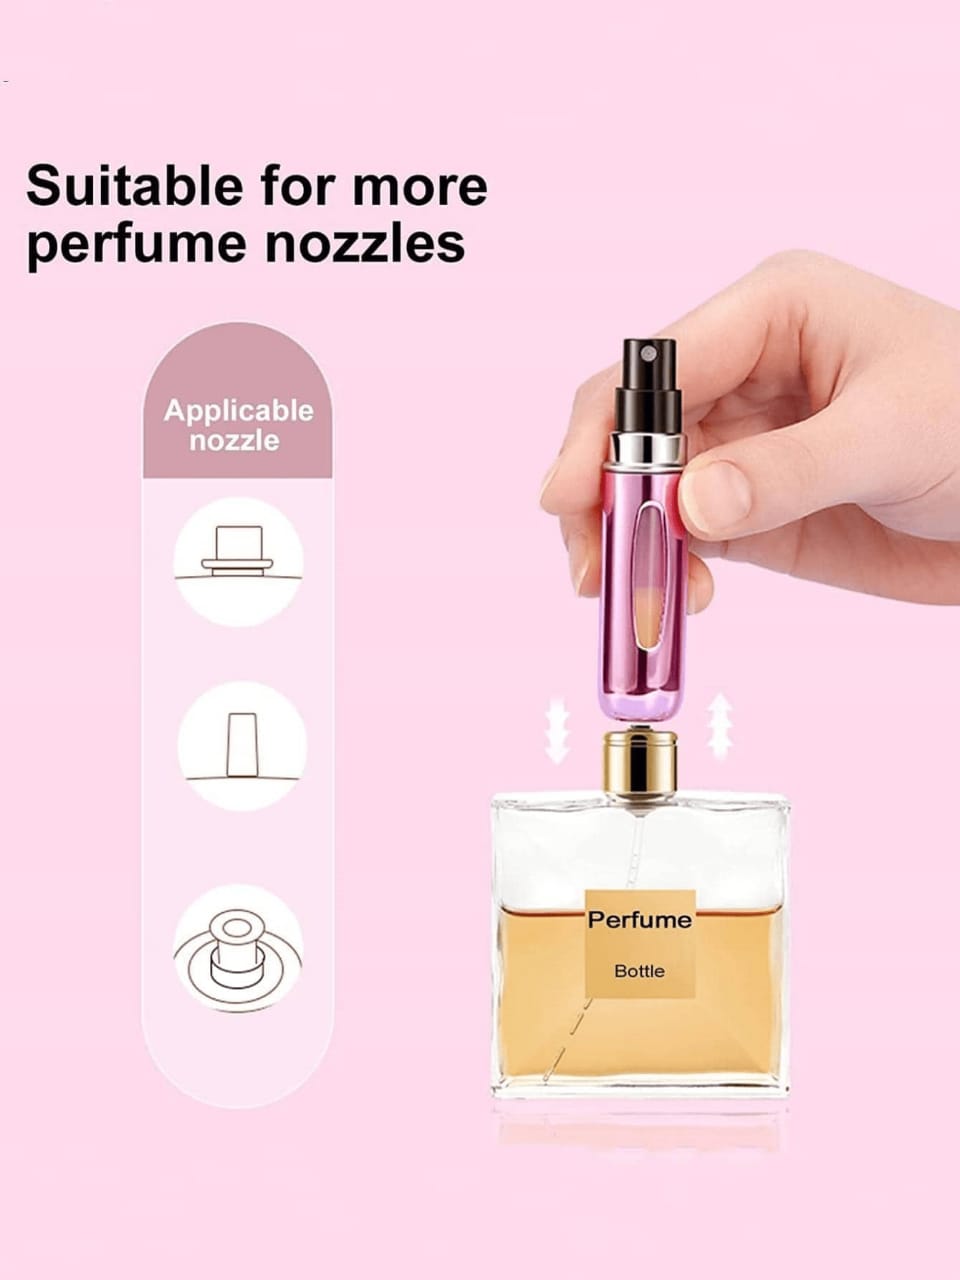 Suitable for more
perfume nozzles
Applicable
nozzle
Perfume
Bottle